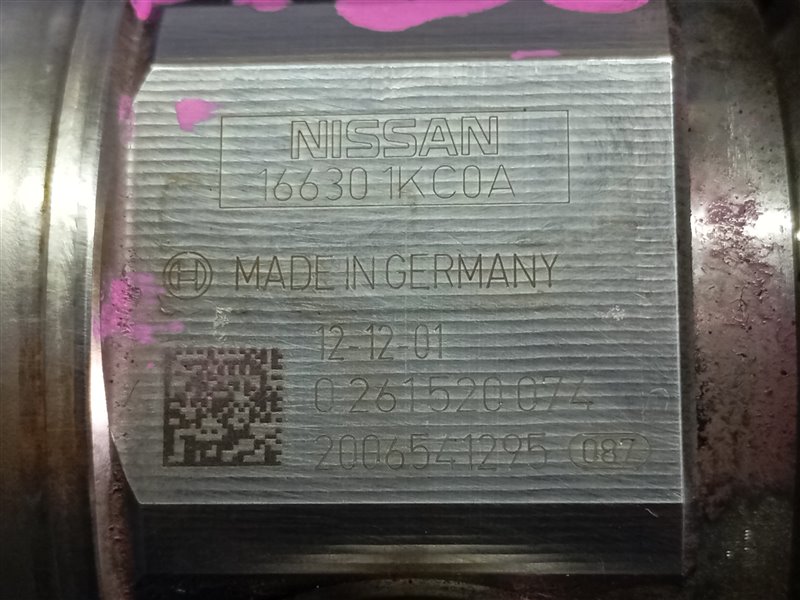 NISSAN
16630 1KC0A
MADE IN GERMANY
12-12-01
0 261 520 074
2006541295 087